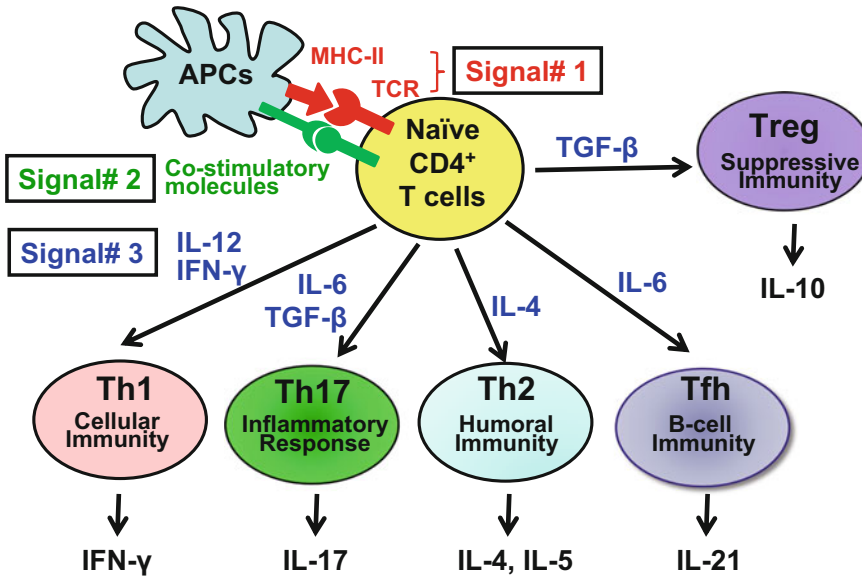 APCs
MHC-II
TCR
Signal# 1
Naïve
CD4⁺
T cells
TGF-β
Treg
Suppressive
Immunity
Signal# 2
Co-stimulatory
molecules
Signal# 3
IL-12
IFN-γ
IL-6
TGF-β
IL-4
IL-6
IL-10
Th1
Cellular
Immunity
Th17
Inflammatory
Response
Th2
Humoral
Immunity
Tfh
B-cell
Immunity
IFN-γ
IL-17
IL-4, IL-5
IL-21